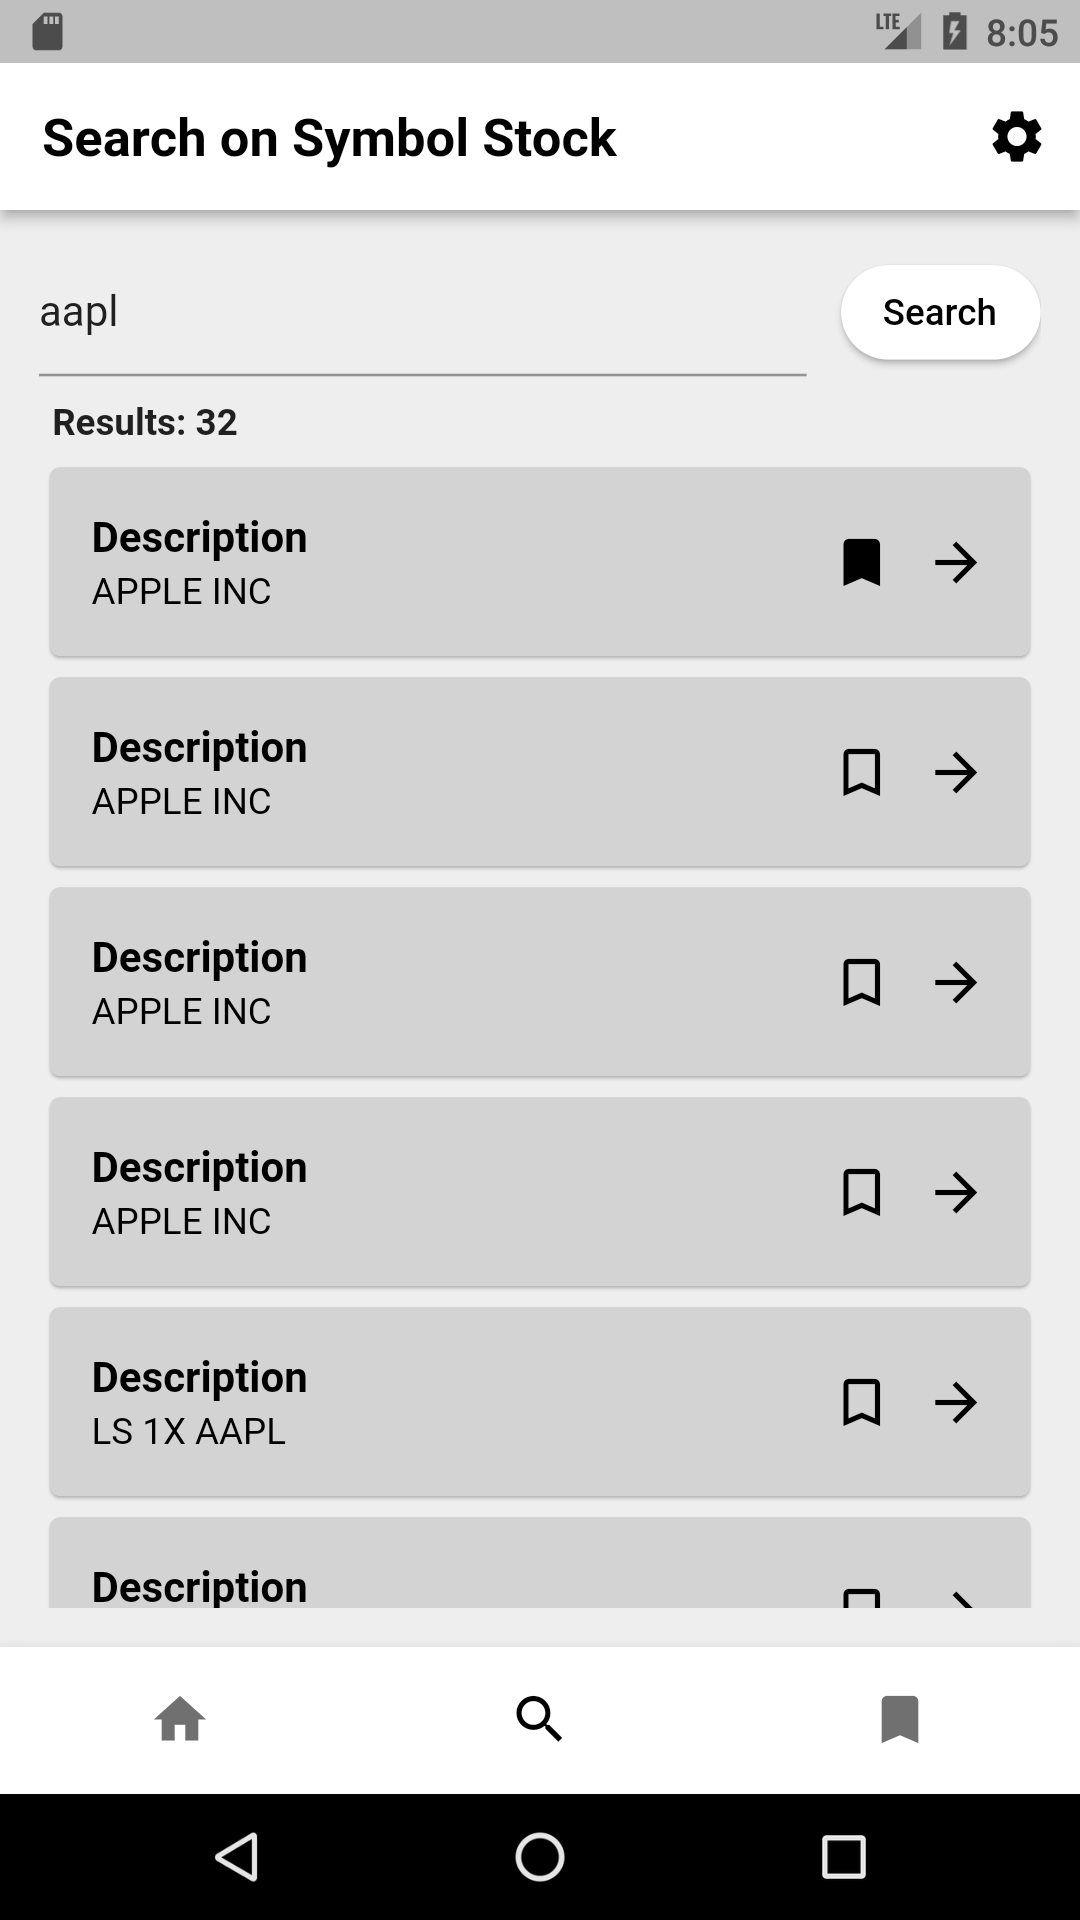 LTE 8:05
Search on Symbol Stock
aapl
Search
Results: 32
Description
APPLE INC
Description
APPLE INC
Description
APPLE INC
Description
APPLE INC
Description
LS 1X AAPL
Description